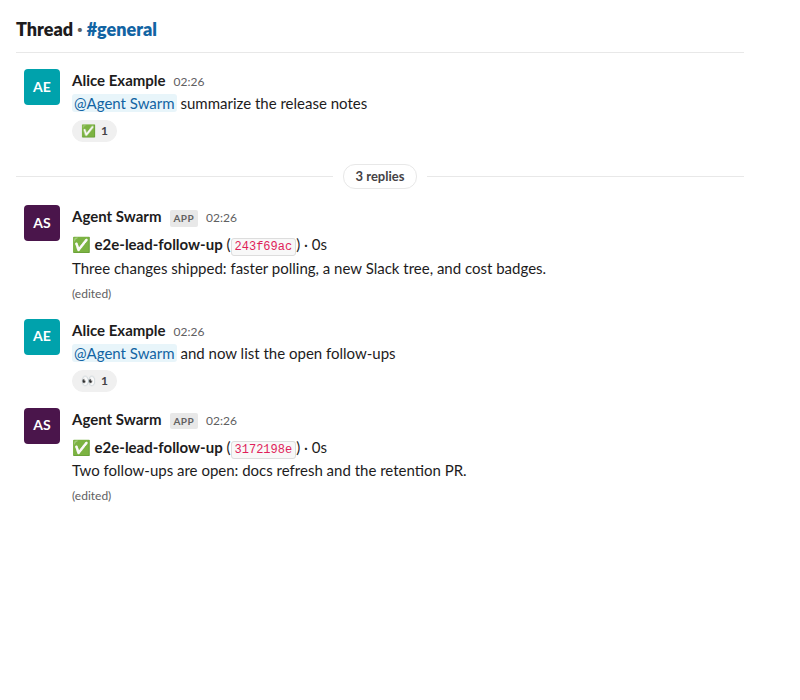 Thread • #general
AE
Alice Example 02:26
@Agent Swarm summarize the release notes
✅ 1
3 replies
AS
Agent Swarm APP 02:26
✅ e2e-lead-follow-up (243f69ac) · 0s
Three changes shipped: faster polling, a new Slack tree, and cost badges.
(edited)
AE
Alice Example 02:26
@Agent Swarm and now list the open follow-ups
👀 1
AS
Agent Swarm APP 02:26
✅ e2e-lead-follow-up (3172198e) · 0s
Two follow-ups are open: docs refresh and the retention PR.
(edited)